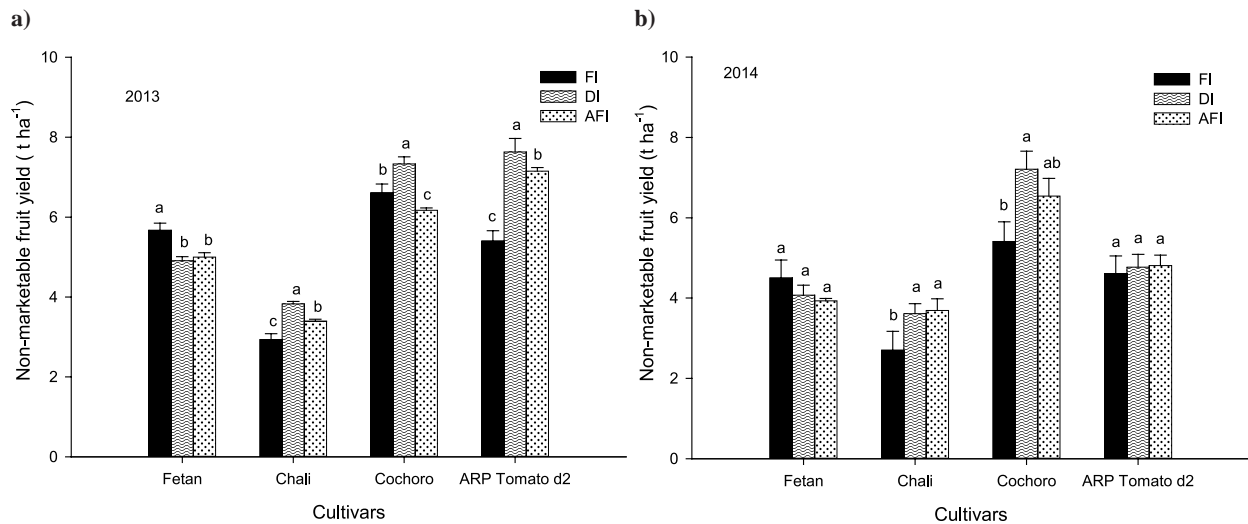 a)
Non-marketable fruit yield ( t ha⁻¹)
10
8
6
4
2
0
2013
FI
DI
AFI
a
b
b
c
a
b
b
a
c
c
a
b
Fetan
Chali
Cochoro
ARP Tomato d2
Cultivars
b)
Non-marketable fruit yield (t ha⁻¹)
10
8
6
4
2
0
2014
FI
DI
AFI
a
a
a
b
a
a
b
a
ab
a
a
a
Fetan
Chali
Cochoro
ARP Tomato d2
Cultivars